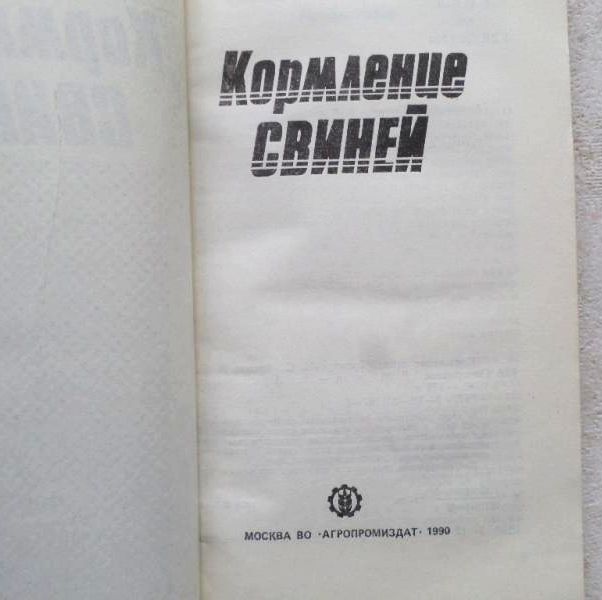 Кормление
СВИНЕЙ
МОСКВА ВО «АГРОПРОМИЗДАТ» 1990